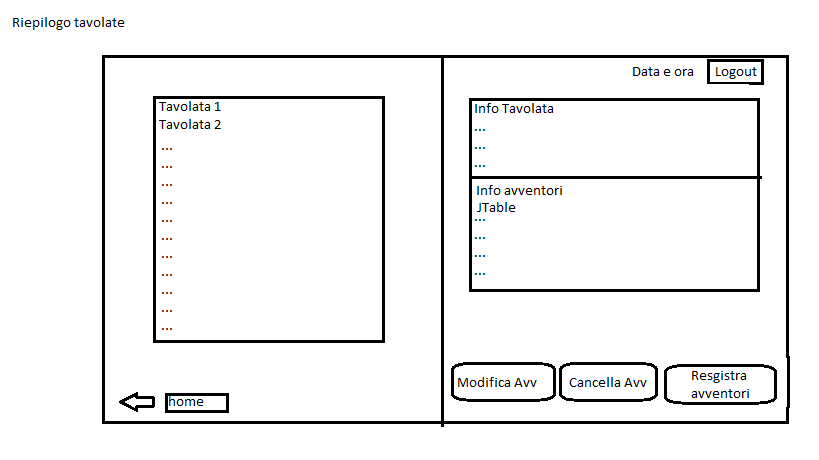 Riepilogo tavolate
Data e ora
Logout
Tavolata 1
Tavolata 2
...
...
...
...
...
...
...
...
...
...
...
Info Tavolata
...
...
...
Info avventori
JTable
...
...
...
...
Modifica Avv
Cancella Avv
Resgistra
avventori
home